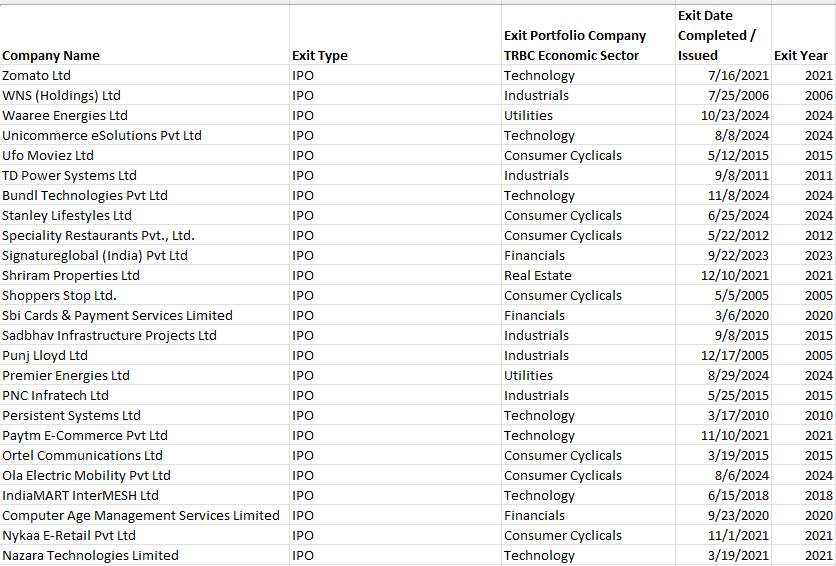 Company Name Exit Type Exit Portfolio Company TRBC Economic Sector Exit Date Completed / Issued Exit Year
Zomato Ltd IPO Technology 7/16/2021 2021
WNS (Holdings) Ltd IPO Industrials 7/25/2006 2006
Waaree Energies Ltd IPO Utilities 10/23/2024 2024
Unicommerce eSolutions Pvt Ltd IPO Technology 8/8/2024 2024
Ufo Moviez Ltd IPO Consumer Cyclicals 5/12/2015 2015
TD Power Systems Ltd IPO Industrials 9/8/2011 2011
Bundl Technologies Pvt Ltd IPO Technology 11/8/2024 2024
Stanley Lifestyles Ltd IPO Consumer Cyclicals 6/25/2024 2024
Speciality Restaurants Pvt., Ltd. IPO Consumer Cyclicals 5/22/2012 2012
Signatureglobal (India) Pvt Ltd IPO Financials 9/22/2023 2023
Shriram Properties Ltd IPO Real Estate 12/10/2021 2021
Shoppers Stop Ltd. IPO Consumer Cyclicals 5/5/2005 2005
Sbi Cards & Payment Services Limited IPO Financials 3/6/2020 2020
Sadbhav Infrastructure Projects Ltd IPO Industrials 9/8/2015 2015
Punj Lloyd Ltd IPO Industrials 12/17/2005 2005
Premier Energies Ltd IPO Utilities 8/29/2024 2024
PNC Infratech Ltd IPO Industrials 5/25/2015 2015
Persistent Systems Ltd IPO Technology 3/17/2010 2010
Paytm E-Commerce Pvt Ltd IPO Technology 11/10/2021 2021
Ortel Communications Ltd IPO Consumer Cyclicals 3/19/2015 2015
Ola Electric Mobility Pvt Ltd IPO Consumer Cyclicals 8/6/2024 2024
IndiaMART InterMESH Ltd IPO Technology 6/15/2018 2018
Computer Age Management Services Limited IPO Financials 9/23/2020 2020
Nykaa E-Retail Pvt Ltd IPO Consumer Cyclicals 11/1/2021 2021
Nazara Technologies Limited IPO Technology 3/19/2021 2021